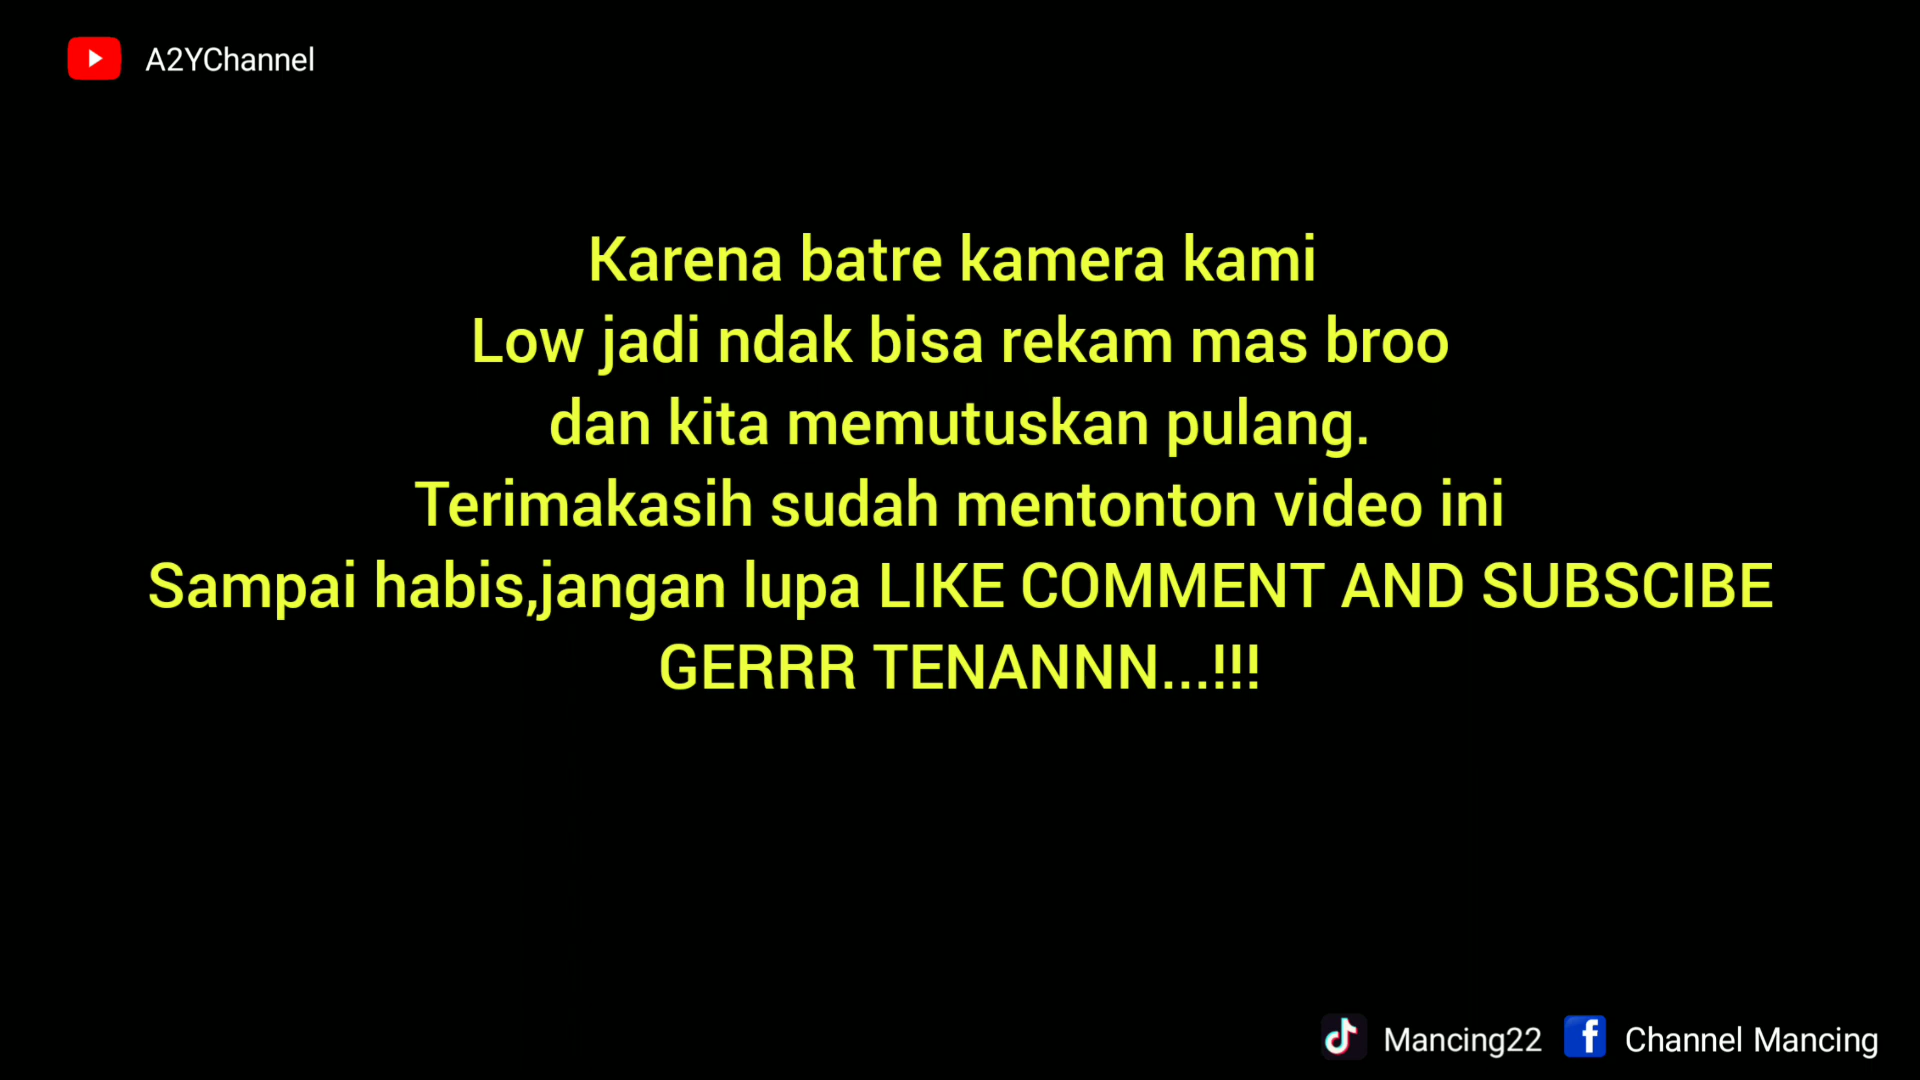 A2YChannel
Karena batre kamera kami
Low jadi ndak bisa rekam mas broo
dan kita memutuskan pulang.
Terimakasih sudah mentonton video ini
Sampai habis,jangan lupa LIKE COMMENT AND SUBSCIBE
GERRR TENANNN...!!!
Mancing22 Channel Mancing